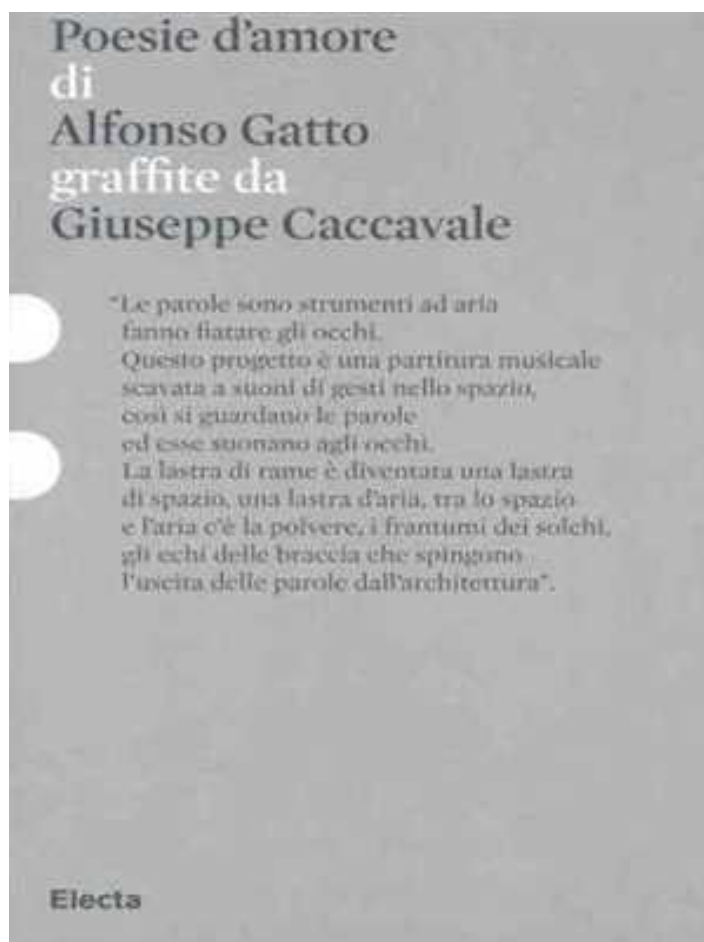 Poesie d'amore
di
Alfonso Gatto
graffite da
Giuseppe Caccavale
"Le parole sono strumenti ad aria
fanno fiatare gli occhi.
Questo progetto è una partitura musicale
scavata a suoni di gesti nello spazio,
così si guardano le parole
ed esse suonano agli occhi.
La lastra di rame è diventata una lastra
di spazio, una lastra d'aria, tra lo spazio
e l'aria c'è la polvere, i frantumi dei solchi,
gli echi delle braccia che spingono
l'uscita delle parole dall'architettura".
Electa